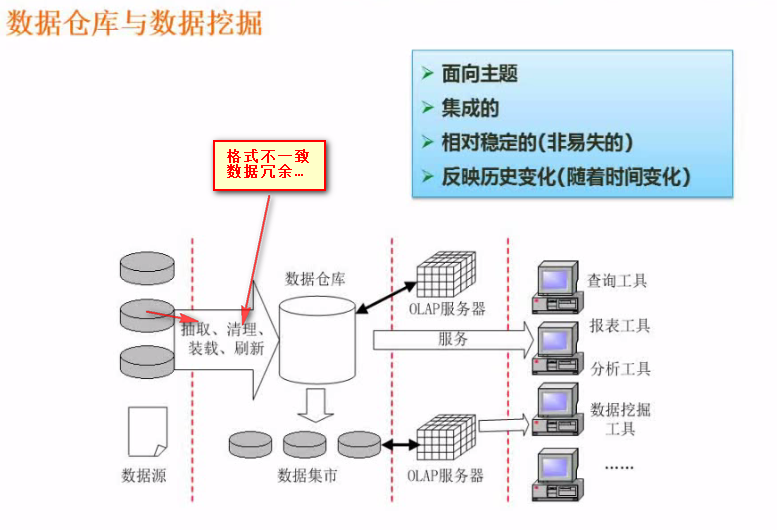 数据仓库与数据挖掘
面向主题
集成的
相对稳定的(非易失的)
反映历史变化(随着时间变化)
格式不一致
数据冗余...
数据仓库
OLAP服务器
查询工具
抽取、清理、
装载、刷新
服务
报表工具
分析工具
数据挖掘
工具
数据源
数据集市
OLAP服务器
......